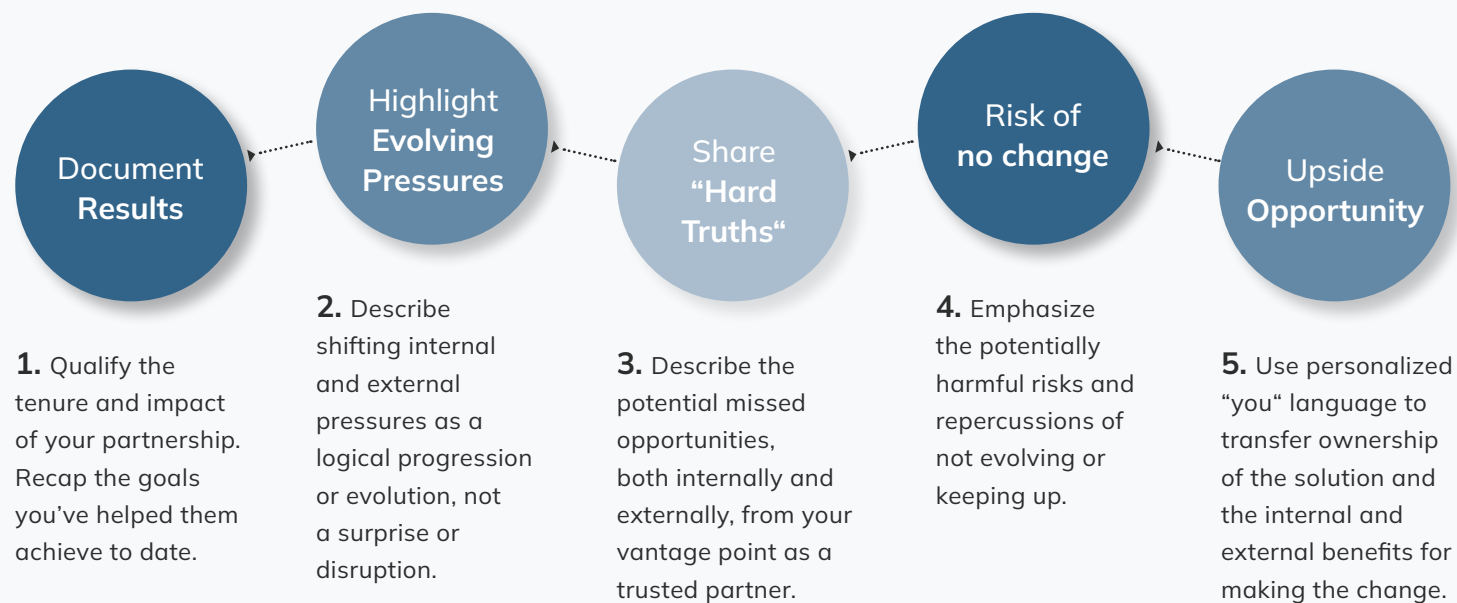 Document
Results
Highlight
Evolving
Pressures
Share
“Hard
Truths“
Risk of
no change
Upside
Opportunity
1. Qualify the
tenure and impact
of your partnership.
Recap the goals
you’ve helped them
achieve to date.
2. Describe
shifting internal
and external
pressures as a
logical progression
or evolution, not
a surprise or
disruption.
3. Describe the
potential missed
opportunities,
both internally and
externally, from your
vantage point as a
trusted partner.
4. Emphasize
the potentially
harmful risks and
repercussions of
not evolving or
keeping up.
5. Use personalized
“you“ language to
transfer ownership
of the solution and
the internal and
external benefits for
making the change.